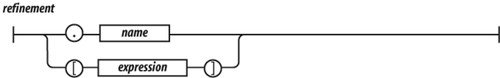 refinement
. name
[ expression ]